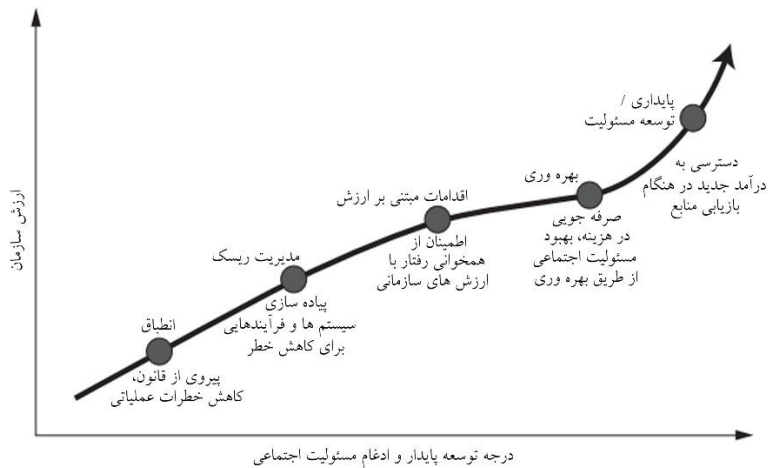 ارزش سازمان
پایداری /
توسعه مسئولیت
دسترسی به
درآمد جدید در هنگام
بازیابی منابع
بهره وری
صرفه جویی
در هزینه، بهبود
مسئولیت اجتماعی
از طریق بهره وری
اقدامات مبتنی بر ارزش
اطمینان از
همخوانی رفتار با
ارزش های سازمانی
مدیریت ریسک
پیاده سازی
سیستم ها و فرآیندهایی
برای کاهش خطر
انطباق
پیروی از قانون،
کاهش خطرات عملیاتی
درجه توسعه پایدار و ادغام مسئولیت اجتماعی